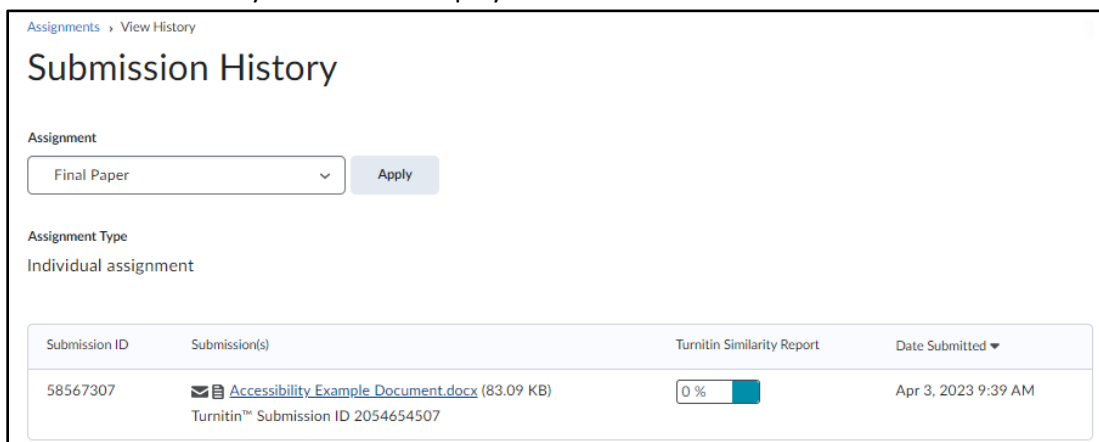 Assignments › View History
Submission History
Assignment
Final Paper
Apply
Assignment Type
Individual assignment
Submission ID Submission(s) Turnitin Similarity Report Date Submitted
58567307 Accessibility Example Document.docx (83.09 KB) 0 % Apr 3, 2023 9:39 AM
Turnitin™ Submission ID 2054654507